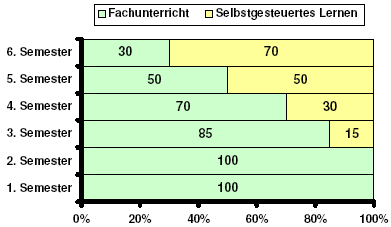 Fachunterricht Selbstgesteuertes Lernen
6. Semester 30 70
5. Semester 50 50
4. Semester 70 30
3. Semester 85 15
2. Semester 100
1. Semester 100
0% 20% 40% 60% 80% 100%